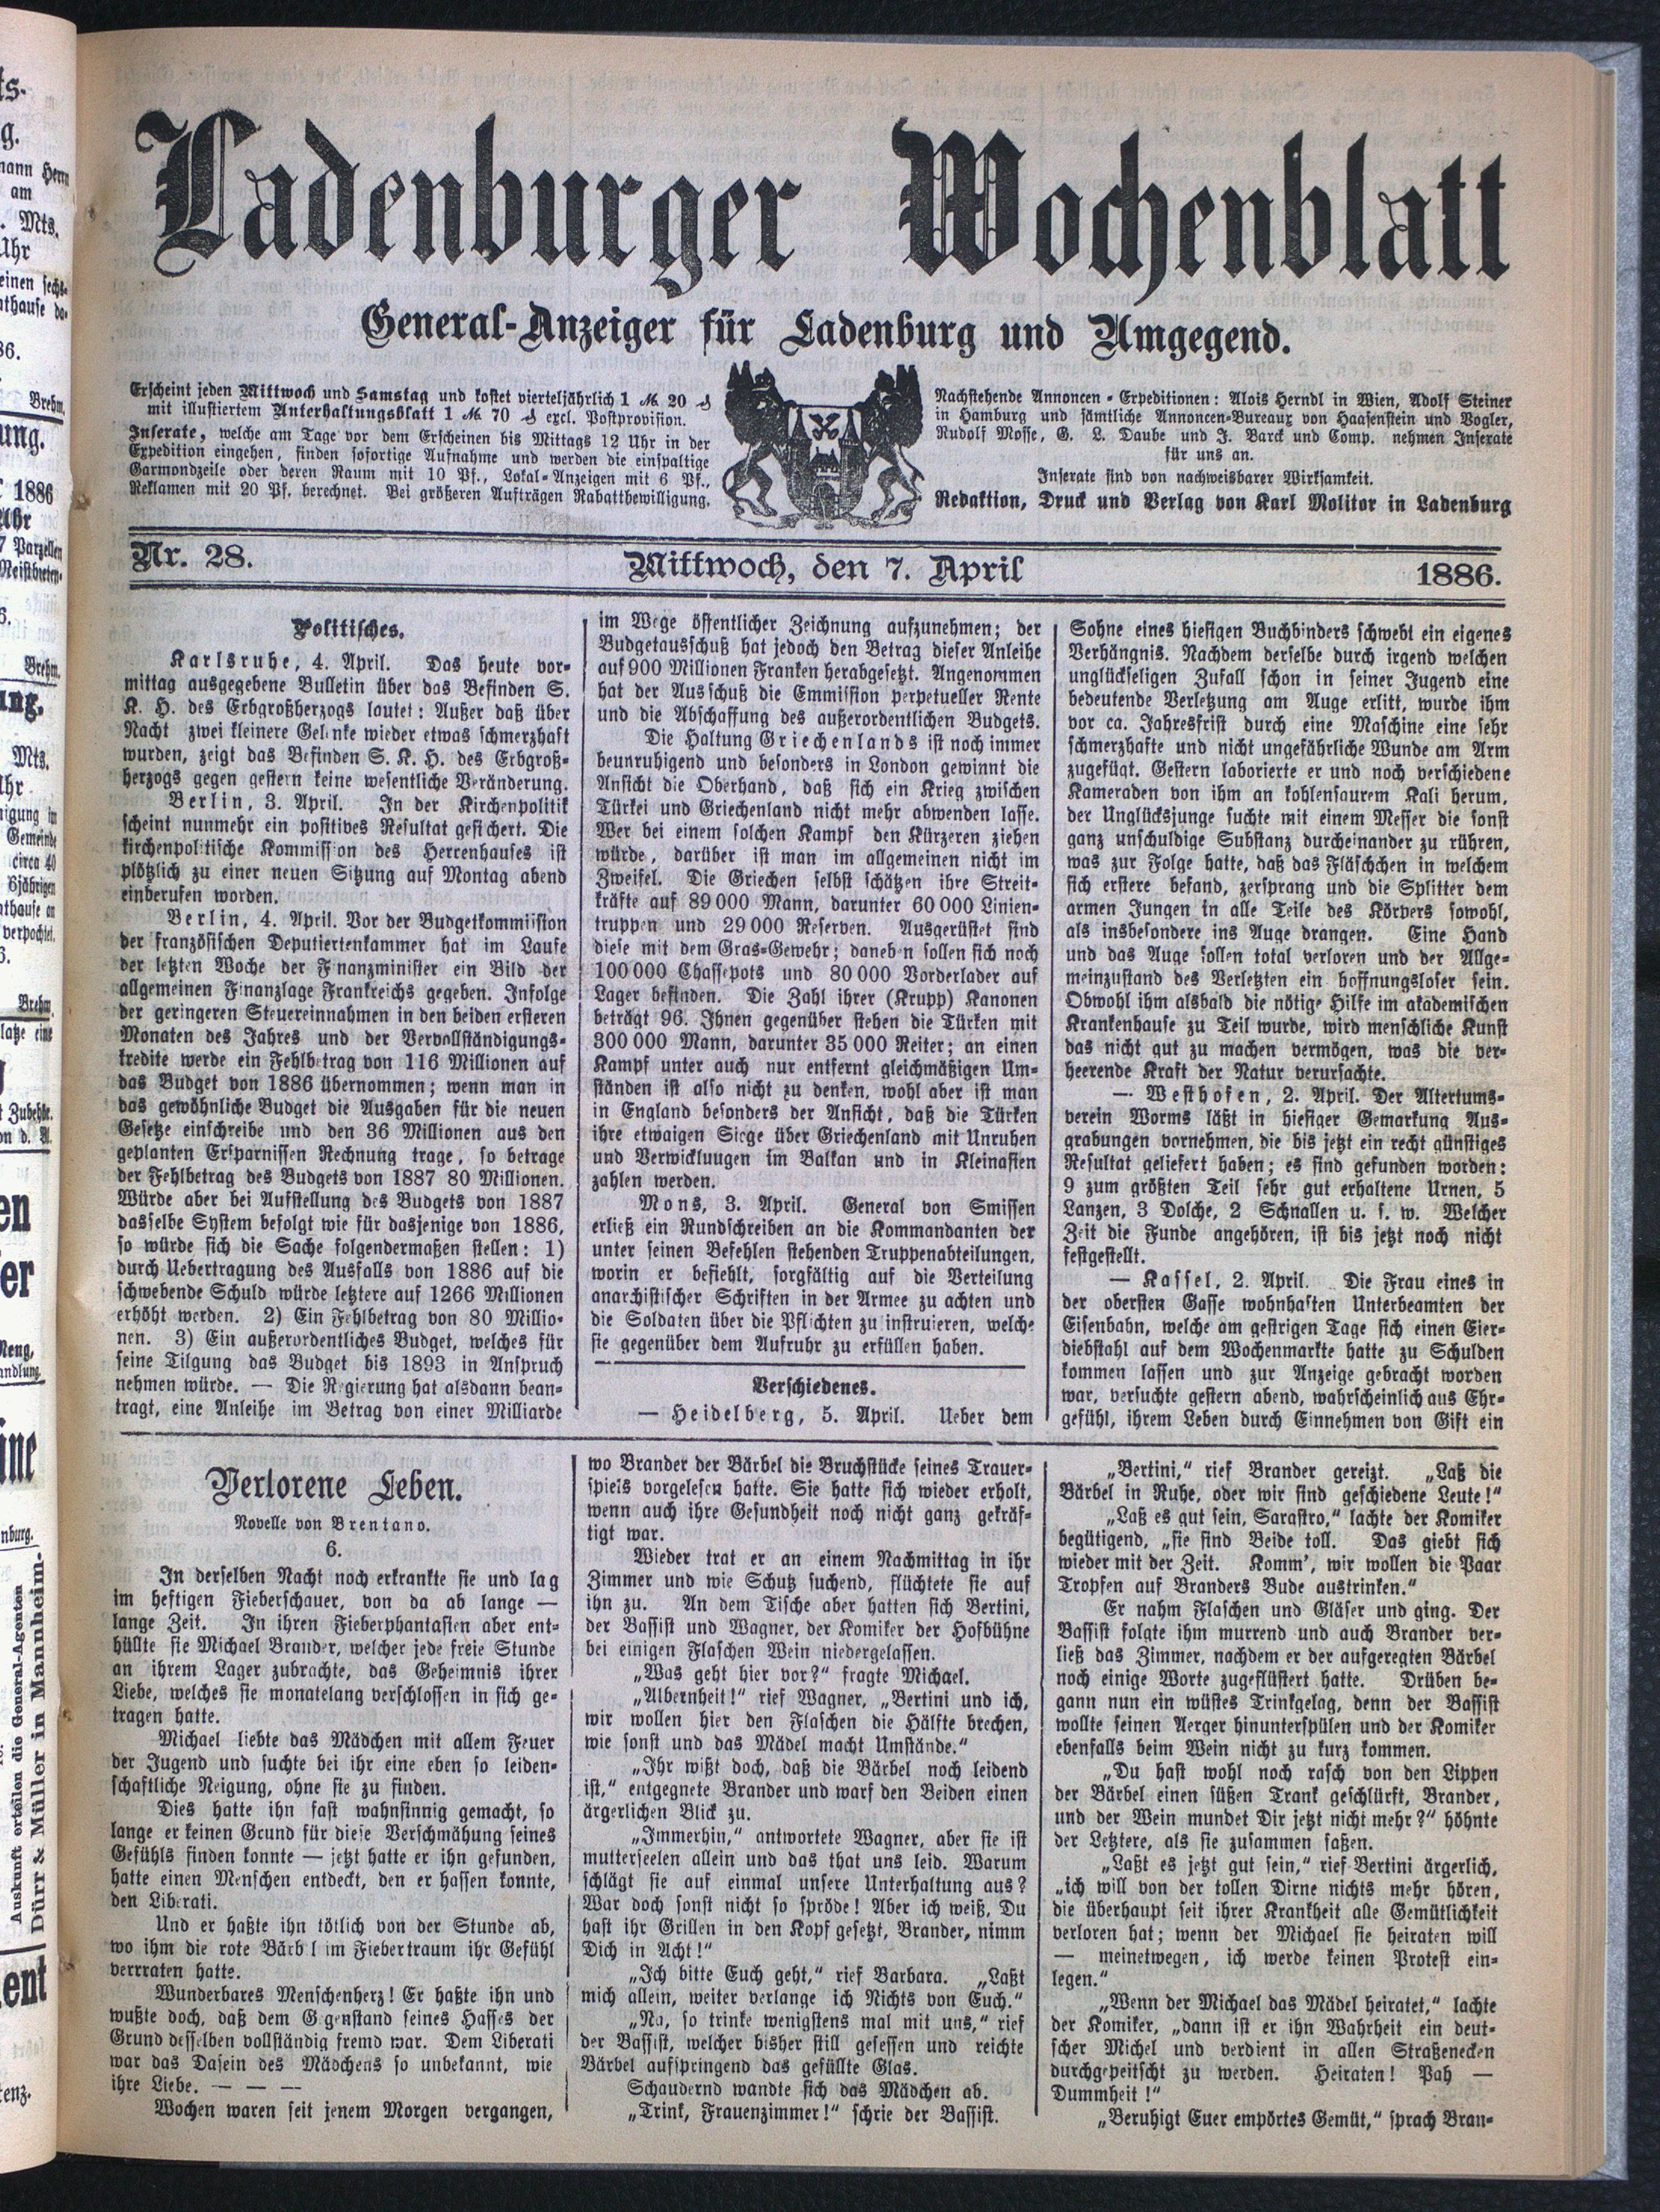 Ladenburger Wochenblatt
General-Anzeiger für Ladenburg und Umgegend.
Erscheint jeden Mittwoch und Samstag und kostet vierteljährlich 1 ℳ 20 ₰
mit illustiertem Unterhaltungsblatt 1 ℳ 70 ₰ excl. Postprovision.
Inserate, welche am Tage vor dem Erscheinen bis Mittags 12 Uhr in der
Expedition eingehen, finden sofortige Aufnahme und werden die einspaltige
Garmondzeile oder deren Raum mit 10 Pf., Lokal-Anzeigen mit 6 Pf.,
Reklamen mit 20 Pf. berechnet. Bei größeren Aufträgen Rabattbewilligung.
Nachstehende Annoncen-Expeditionen: Alois Herndl in Wien, Adolf Steiner
in Hamburg und sämtliche Annoncen-Bureaux von Haasenstein und Vogler,
Rudolf Mosse, G. L. Daube und J. Barck und Comp. nehmen Inserate
für uns an.
Inserate sind von nachweisbarer Wirksamkeit.
Redaktion, Druck und Verlag von Karl Molitor in Ladenburg
Nr. 28.
Mittwoch, den 7. April
1886.
Politisches.
Karlsruhe, 4. April. Das heute vor-
mittag ausgegebene Bulletin über das Befinden S.
K. H. des Erbgroßherzogs lautet: Außer daß über
Nacht zwei kleinere Gelenke wieder etwas schmerzhaft
wurden, zeigt das Befinden S. K. H. des Erbgroß-
herzogs gegen gestern keine wesentliche Veränderung.
Berlin, 3. April. In der Kirchenpolitik
scheint nunmehr ein positives Resultat gesichert. Die
kirchenpolitische Kommission des Herrenhauses ist
plötzlich zu einer neuen Sitzung auf Montag abend
einberufen worden.
Berlin, 4. April. Vor der Budgetkommission
der französischen Deputiertenkammer hat im Laufe
der letzten Woche der Finanzminister ein Bild der
allgemeinen Finanzlage Frankreichs gegeben. Infolge
der geringeren Steuereinnahmen in den beiden ersteren
Monaten des Jahres und der Vervollständigungs-
kredite werde ein Fehlbetrag von 116 Millionen auf
das Budget von 1886 übernommen; wenn man in
das gewöhnliche Budget die Ausgaben für die neuen
Gesetze einschreibe und den 36 Millionen aus den
geplanten Ersparnissen Rechnung trage, so betrage
der Fehlbetrag des Budgets von 1887 80 Millionen.
Würde aber bei Aufstellung des Budgets von 1887
dasselbe System befolgt wie für dasjenige von 1886,
so würde sich die Sache folgendermaßen stellen: 1)
durch Uebertragung des Ausfalls von 1886 auf die
schwebende Schuld würde letztere auf 1266 Millionen
erhöht werden. 2) Ein Fehlbetrag von 80 Millio-
nen. 3) Ein außerordentliches Budget, welches für
seine Tilgung das Budget bis 1893 in Anspruch
nehmen würde. — Die Regierung hat alsdann bean-
tragt, eine Anleihe im Betrag von einer Milliarde
im Wege öffentlicher Zeichnung aufzunehmen; der
Budgetausschuß hat jedoch den Betrag dieser Anleihe
auf 900 Millionen Franken herabgesetzt. Angenommen
hat der Ausschuß die Emmission perpetueller Rente
und die Abschaffung des außerordentlichen Budgets.
Die Haltung Griechenlands ist noch immer
beunruhigend und besonders in London gewinnt die
Ansicht die Oberhand, daß sich ein Krieg zwischen
Türkei und Griechenland nicht mehr abwenden lasse.
Wer bei einem solchen Kampf den Kürzeren ziehen
würde, darüber ist man im allgemeinen nicht im
Zweifel. Die Griechen selbst schätzen ihre Streit-
kräfte auf 89 000 Mann, darunter 60 000 Linien-
truppen und 29 000 Reserven. Ausgerüstet sind
diese mit dem Gras-Gewehr; daneben sollen sich noch
100 000 Chassepots und 80 000 Vorderlader auf
Lager befinden. Die Zahl ihrer (Krupp) Kanonen
beträgt 96. Ihnen gegenüber stehen die Türken mit
300 000 Mann, darunter 35 000 Reiter; an einen
Kampf unter auch nur entfernt gleichmäßigen Um-
ständen ist also nicht zu denken, wohl aber ist man
in England besonders der Ansicht, daß die Türken
ihre etwaigen Siege über Griechenland mit Unruhen
und Verwickluugen im Balkan und in Kleinasien
zahlen werden.
Mons, 3. April. General von Smissen
erließ ein Rundschreiben an die Kommandanten der
unter seinen Befehlen stehenden Truppenabteilungen,
worin er befiehlt, sorgfältig auf die Verteilung
anarchistischer Schriften in der Armee zu achten und
die Soldaten über die Pflichten zu instruieren, welche
sie gegenüber dem Aufruhr zu erfüllen haben.
Verschiedenes.
— Heidelberg, 5. April. Ueber dem
Sohne eines hiesigen Buchbinders schwebt ein eigenes
Verhängnis. Nachdem derselbe durch irgend welchen
unglückseligen Zufall schon in seiner Jugend eine
bedeutende Verletzung am Auge erlitt, wurde ihm
vor ca. Jahresfrist durch eine Maschine eine sehr
schmerzhafte und nicht ungefährliche Wunde am Arm
zugefügt. Gestern laborierte er und noch verschiedene
Kameraden von ihm an kohlensaurem Kali herum,
der Unglücksjunge suchte mit einem Messer die sonst
ganz unschuldige Substanz durcheinander zu rühren,
was zur Folge hatte, daß das Fläschchen in welchem
sich erstere befand, zersprang und die Splitter dem
armen Jungen in alle Teile des Körpers sowohl,
als insbesondere ins Auge drangen. Eine Hand
und das Auge sollen total verloren und der Allge-
meinzustand des Verletzten ein hoffnungsloser sein.
Obwohl ihm alsbald die nötige Hilfe im akademischen
Krankenhause zu Teil wurde, wird menschliche Kunst
das nicht gut zu machen vermögen, was die ver-
heerende Kraft der Natur verursachte.
— Westhofen, 2. April. Der Altertums-
verein Worms läßt in hiesiger Gemarkung Aus-
grabungen vornehmen, die bis jetzt ein recht günstiges
Resultat geliefert haben; es sind gefunden worden:
9 zum größten Teil sehr gut erhaltene Urnen, 5
Lanzen, 3 Dolche, 2 Schnallen u. s. w. Welcher
Zeit die Funde angehören, ist bis jetzt noch nicht
festgestellt.
— Kassel, 2. April. Die Frau eines in
der obersten Gasse wohnhaften Unterbeamten der
Eisenbahn, welche am gestrigen Tage sich einen Eier-
diebstahl auf dem Wochenmarkte hatte zu Schulden
kommen lassen und zur Anzeige gebracht worden
war, versuchte gestern abend, wahrscheinlich aus Ehr-
gefühl, ihrem Leben durch Einnehmen von Gift ein
Verlorene Leben.
Novelle von Brentano.
6.
In derselben Nacht noch erkrankte sie und lag
im heftigen Fieberschauer, von da ab lange —
lange Zeit. In ihren Fieberphantasien aber ent-
hüllte sie Michael Brander, welcher jede freie Stunde
an ihrem Lager zubrachte, das Geheimnis ihrer
Liebe, welches sie monatelang verschlossen in sich ge-
tragen hatte.
Michael liebte das Mädchen mit allem Feuer
der Jugend und suchte bei ihr eine eben so leiden-
schaftliche Neigung, ohne sie zu finden.
Dies hatte ihn fast wahnsinnig gemacht, so
lange er keinen Grund für diese Verschmähung seines
Gefühls finden konnte — jetzt hatte er ihn gefunden,
hatte einen Menschen entdeckt, den er hassen konnte,
den Liberati.
Und er haßte ihn tötlich von der Stunde ab,
wo ihm die rote Bärb l im Fiebertraum ihr Gefühl
verrraten hatte.
Wunderbares Menschenherz! Er haßte ihn und
wußte doch, daß dem Gegenstand seines Hasses der
Grund desselben vollständig fremd war. Dem Liberati
war das Dasein des Mädchens so unbekannt, wie
ihre Liebe. — — —
Wochen waren seit jenem Morgen vergangen,
wo Brander der Bärbel die Bruchstücke seines Trauer-
spiels vorgelesen hatte. Sie hatte sich wieder erholt,
wenn auch ihre Gesundheit noch nicht ganz gekräf-
tigt war.
Wieder trat er an einem Nachmittag in ihr
Zimmer und wie Schutz suchend, flüchtete sie auf
ihn zu. An dem Tische aber hatten sich Bertini,
der Bassist und Wagner, der Komiker der Hofbühne
bei einigen Flaschen Wein niedergelassen.
„Was geht hier vor?“ fragte Michael.
„Albernheit!“ rief Wagner, „Bertini und ich,
wir wollen hier den Flaschen die Hälfte brechen,
wie sonst und das Mädel macht Umstände.“
„Ihr wißt doch, daß die Bärbel noch leidend
ist,“ entgegnete Brander und warf den Beiden einen
ärgerlichen Blick zu.
„Immerhin,“ antwortete Wagner, aber sie ist
mutterseelen allein und das that uns leid. Warum
schlägt sie auf einmal unsere Unterhaltung aus?
War doch sonst nicht so spröde! Aber ich weiß, Du
hast ihr Grillen in den Kopf gesetzt, Brander, nimm
Dich in Acht!“
„Ich bitte Euch geht,“ rief Barbara. „Laßt
mich allein, weiter verlange ich Nichts von Euch.“
„Na, so trinke wenigstens mal mit uns,“ rief
der Bassist, welcher bisher still gesessen und reichte
Bärbel aufspringend das gefüllte Glas.
Schaudernd wandte sich das Mädchen ab.
„Trink, Frauenzimmer!“ schrie der Bassist.
„Bertini,“ rief Brander gereizt. „Laß die
Bärbel in Ruhe, oder wir sind geschiedene Leute!“
„Laß es gut sein, Sarastro,“ lachte der Komiker
begütigend, „sie sind Beide toll. Das giebt sich
wieder mit der Zeit. Komm', wir wollen die Paar
Tropfen auf Branders Bude austrinken.“
Er nahm Flaschen und Gläser und ging. Der
Bassist folgte ihm murrend und auch Brander ver-
ließ das Zimmer, nachdem er der aufgeregten Bärbel
noch einige Worte zugeflüstert hatte. Drüben be-
gann nun ein wüstes Trinkgelag, denn der Bassist
wollte seinen Aerger hinunterspülen und der Komiker
ebenfalls beim Wein nicht zu kurz kommen.
„Du hast wohl noch rasch von den Lippen
der Bärbel einen süßen Trank geschlürft, Brander,
und der Wein mundet Dir jetzt nicht mehr?“ höhnte
der Letztere, als sie zusammen saßen.
„Laßt es jetzt gut sein,“ rief Bertini ärgerlich,
„ich will von der tollen Dirne nichts mehr hören,
die überhaupt seit ihrer Krankheit alle Gemütlichkeit
verloren hat; wenn der Michael sie heiraten will
— meinetwegen, ich werde keinen Protest ein-
legen.“
„Wenn der Michael das Mädel heiratet,“ lachte
der Komiker, „dann ist er ihn Wahrheit ein deut-
scher Michel und verdient in allen Straßenecken
durchgepeitscht zu werden. Heiraten! Pah —
Dummheit!“
„Beruhigt Euer empörtes Gemüt,“ sprach Bran-
Auskunft erteilen die General-Agenten
Dürr & Müller in Mannheim.